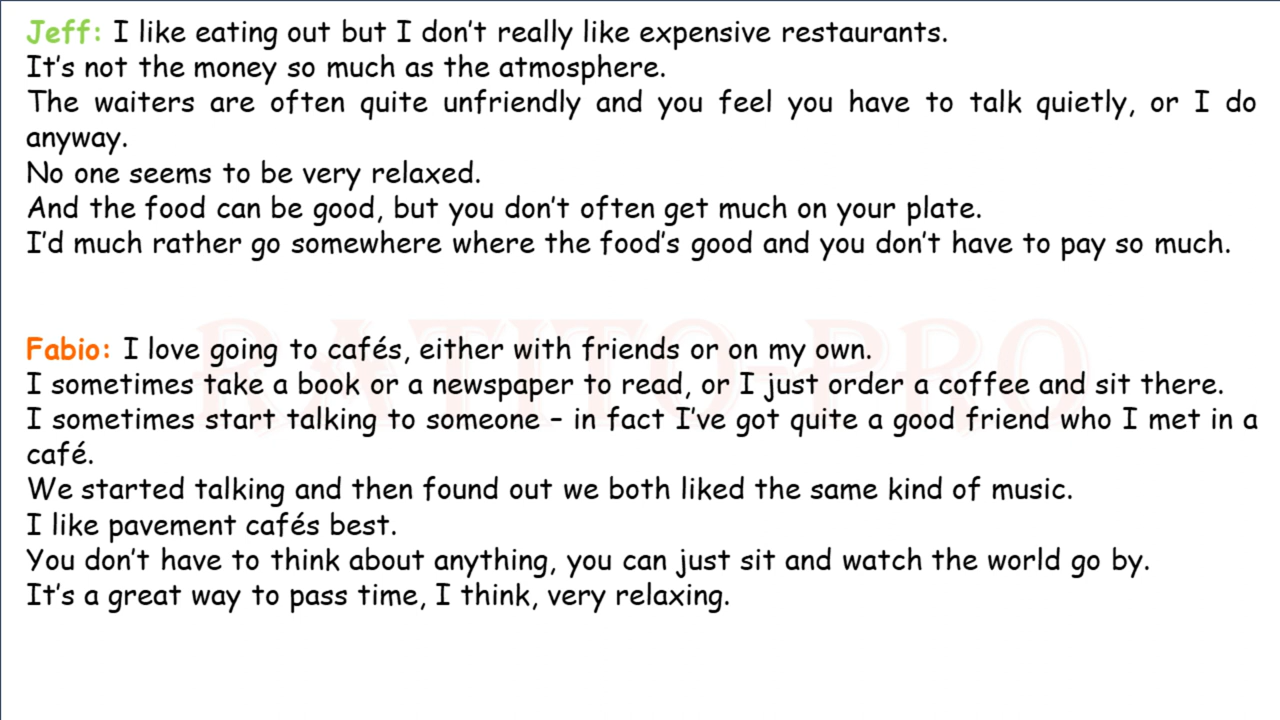 Jeff: I like eating out but I don't really like expensive restaurants.
It's not the money so much as the atmosphere.
The waiters are often quite unfriendly and you feel you have to talk quietly, or I do
anyway.
No one seems to be very relaxed.
And the food can be good, but you don't often get much on your plate.
I'd much rather go somewhere where the food's good and you don't have to pay so much.
RATITO-PRO
Fabio: I love going to cafés, either with friends or on my own.
I sometimes take a book or a newspaper to read, or I just order a coffee and sit there.
I sometimes start talking to someone – in fact I've got quite a good friend who I met in a
café.
We started talking and then found out we both liked the same kind of music.
I like pavement cafés best.
You don't have to think about anything, you can just sit and watch the world go by.
It's a great way to pass time, I think, very relaxing.